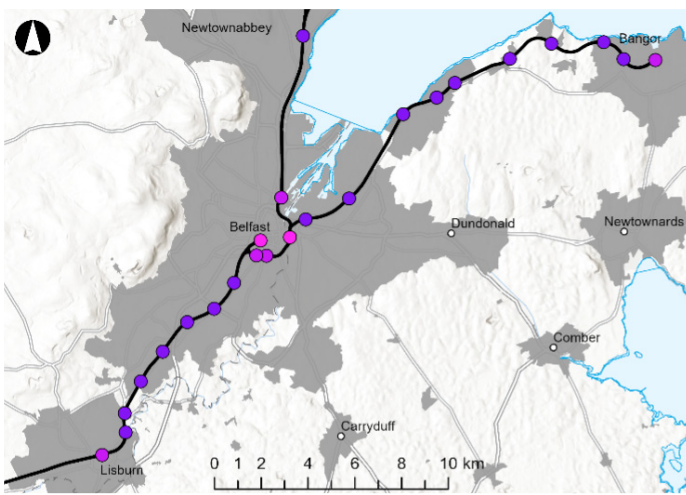 Newtownabbey
Bangor
Belfast
Dundonald
Newtownards
Comber
Carryduff
Lisburn
0 1 2 4 6 8 10 km